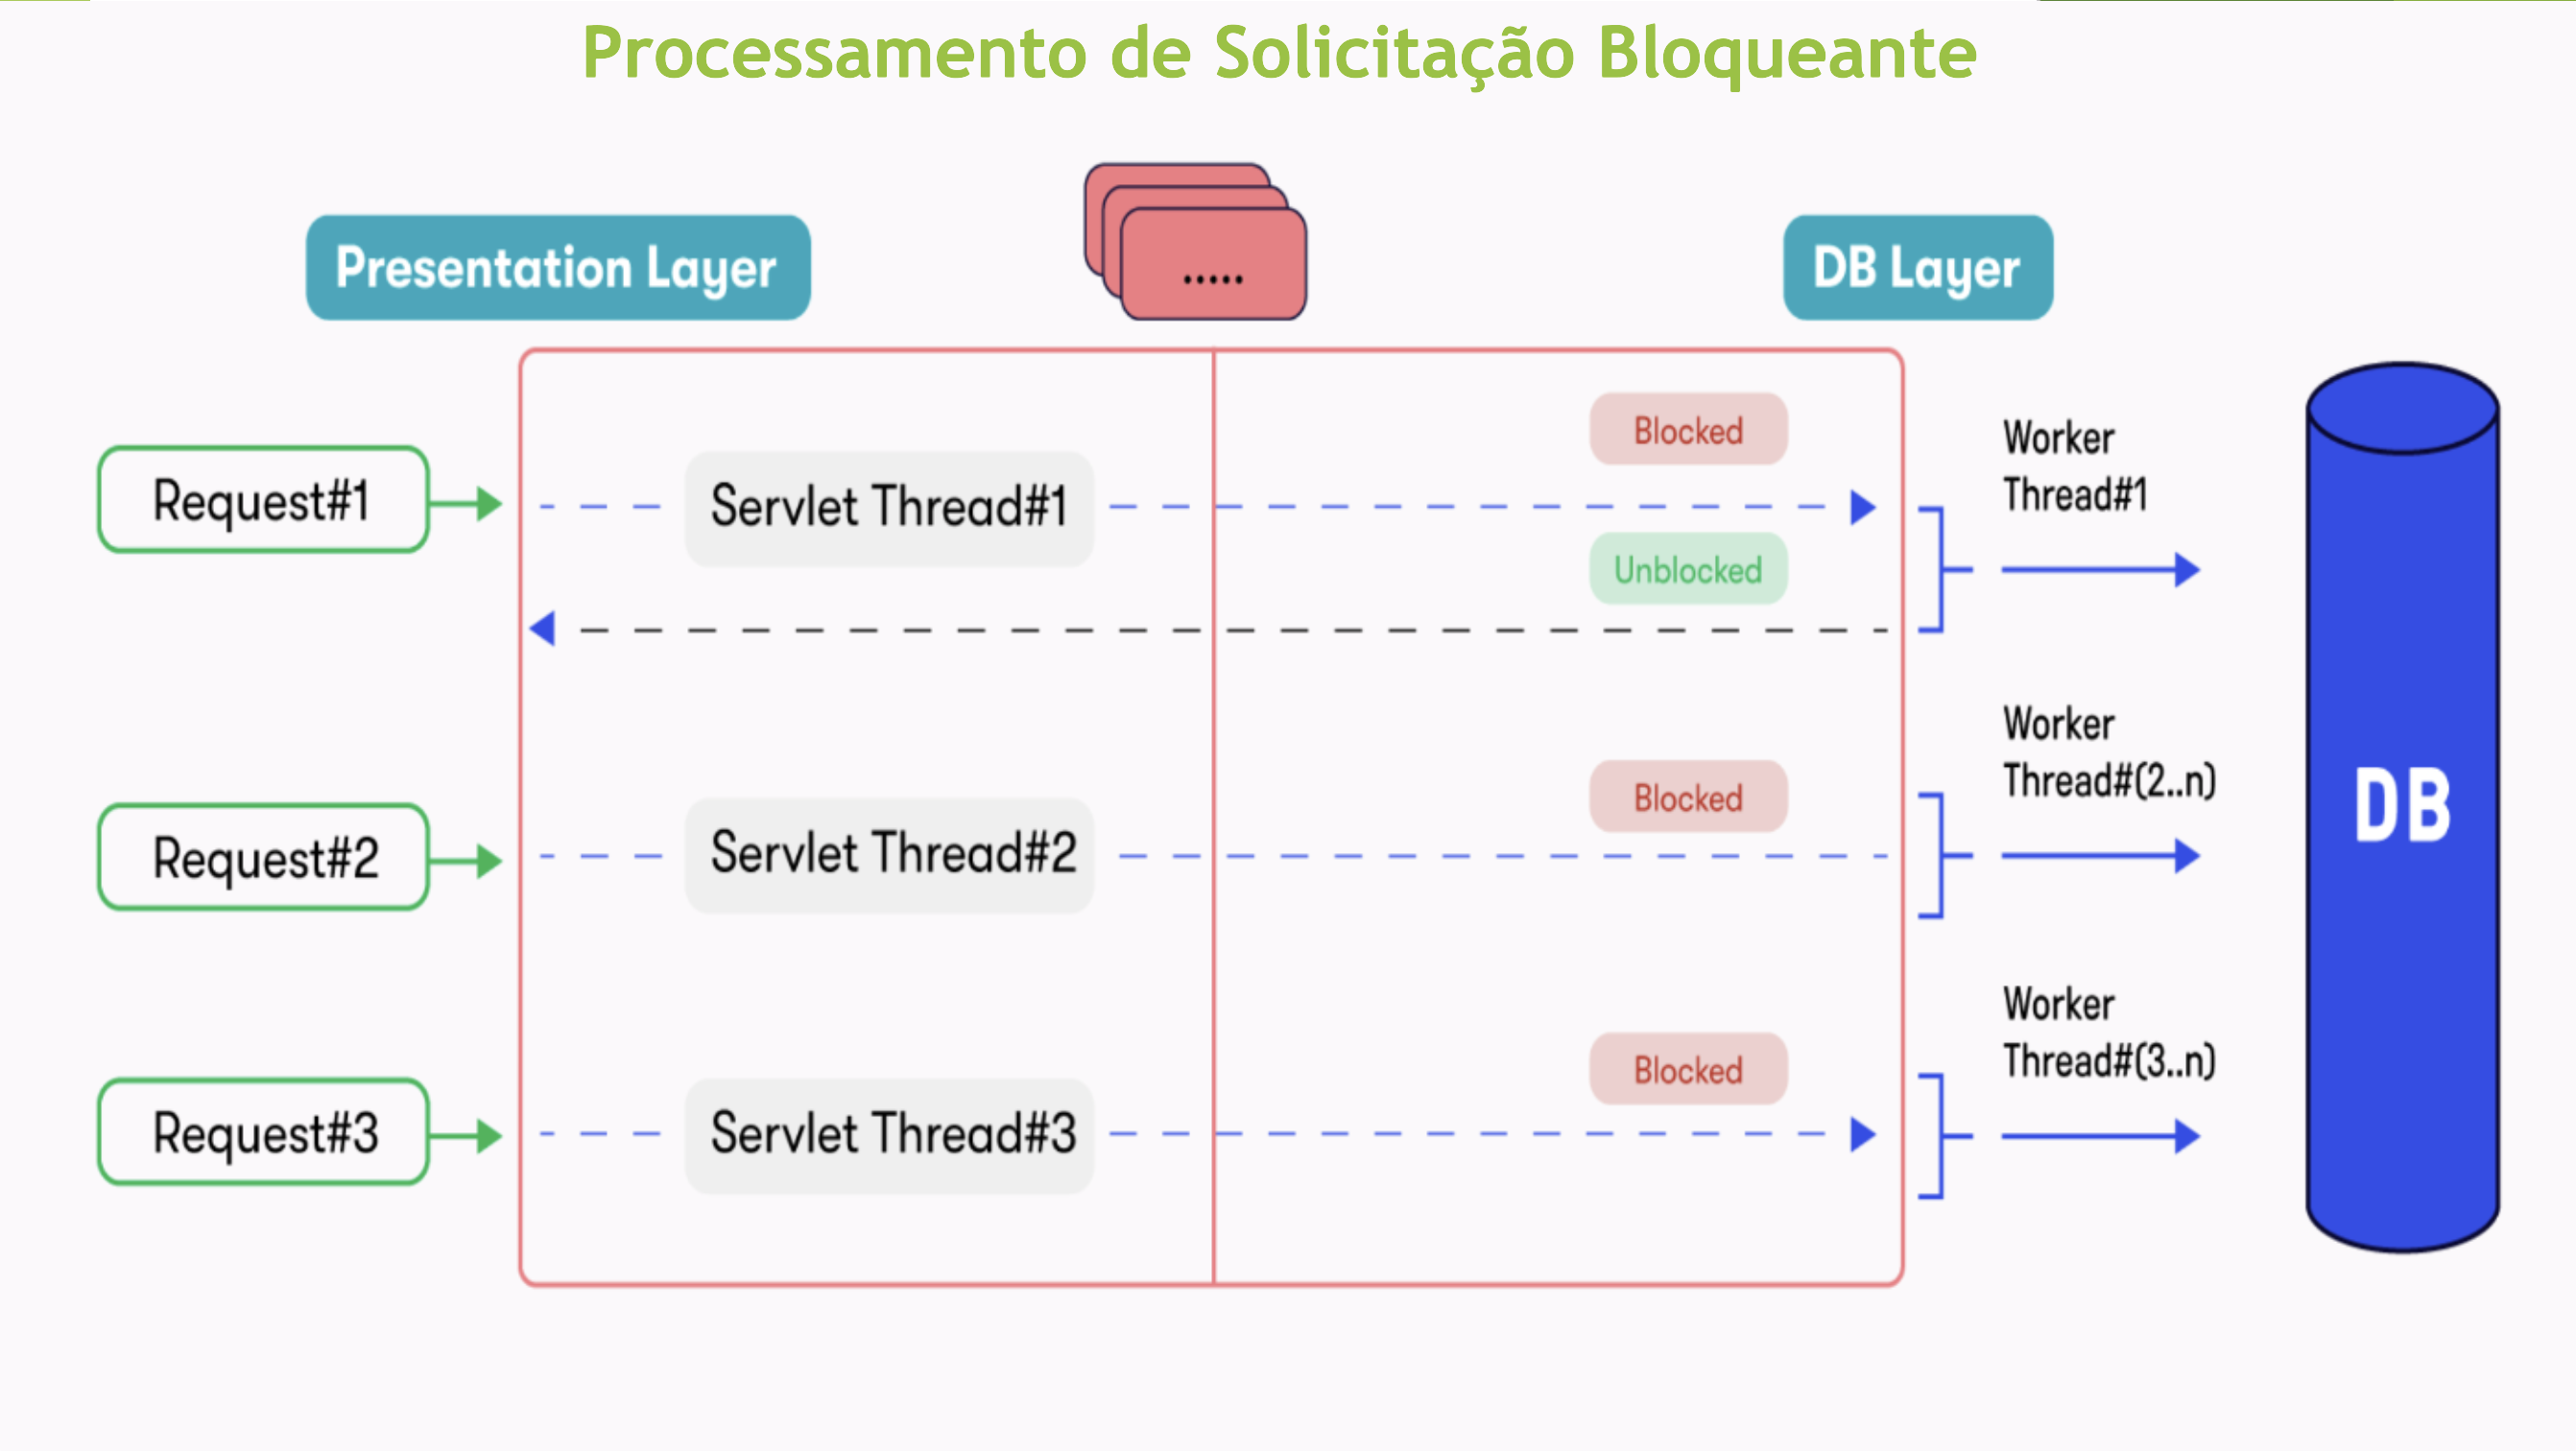 Processamento de Solicitação Bloqueante
Presentation Layer
.....
DB Layer
Request#1
Servlet Thread#1
Blocked
Unblocked
Worker
Thread#1
Request#2
Servlet Thread#2
Blocked
Worker
Thread#(2..n)
DB
Request#3
Servlet Thread#3
Blocked
Worker
Thread#(3..n)